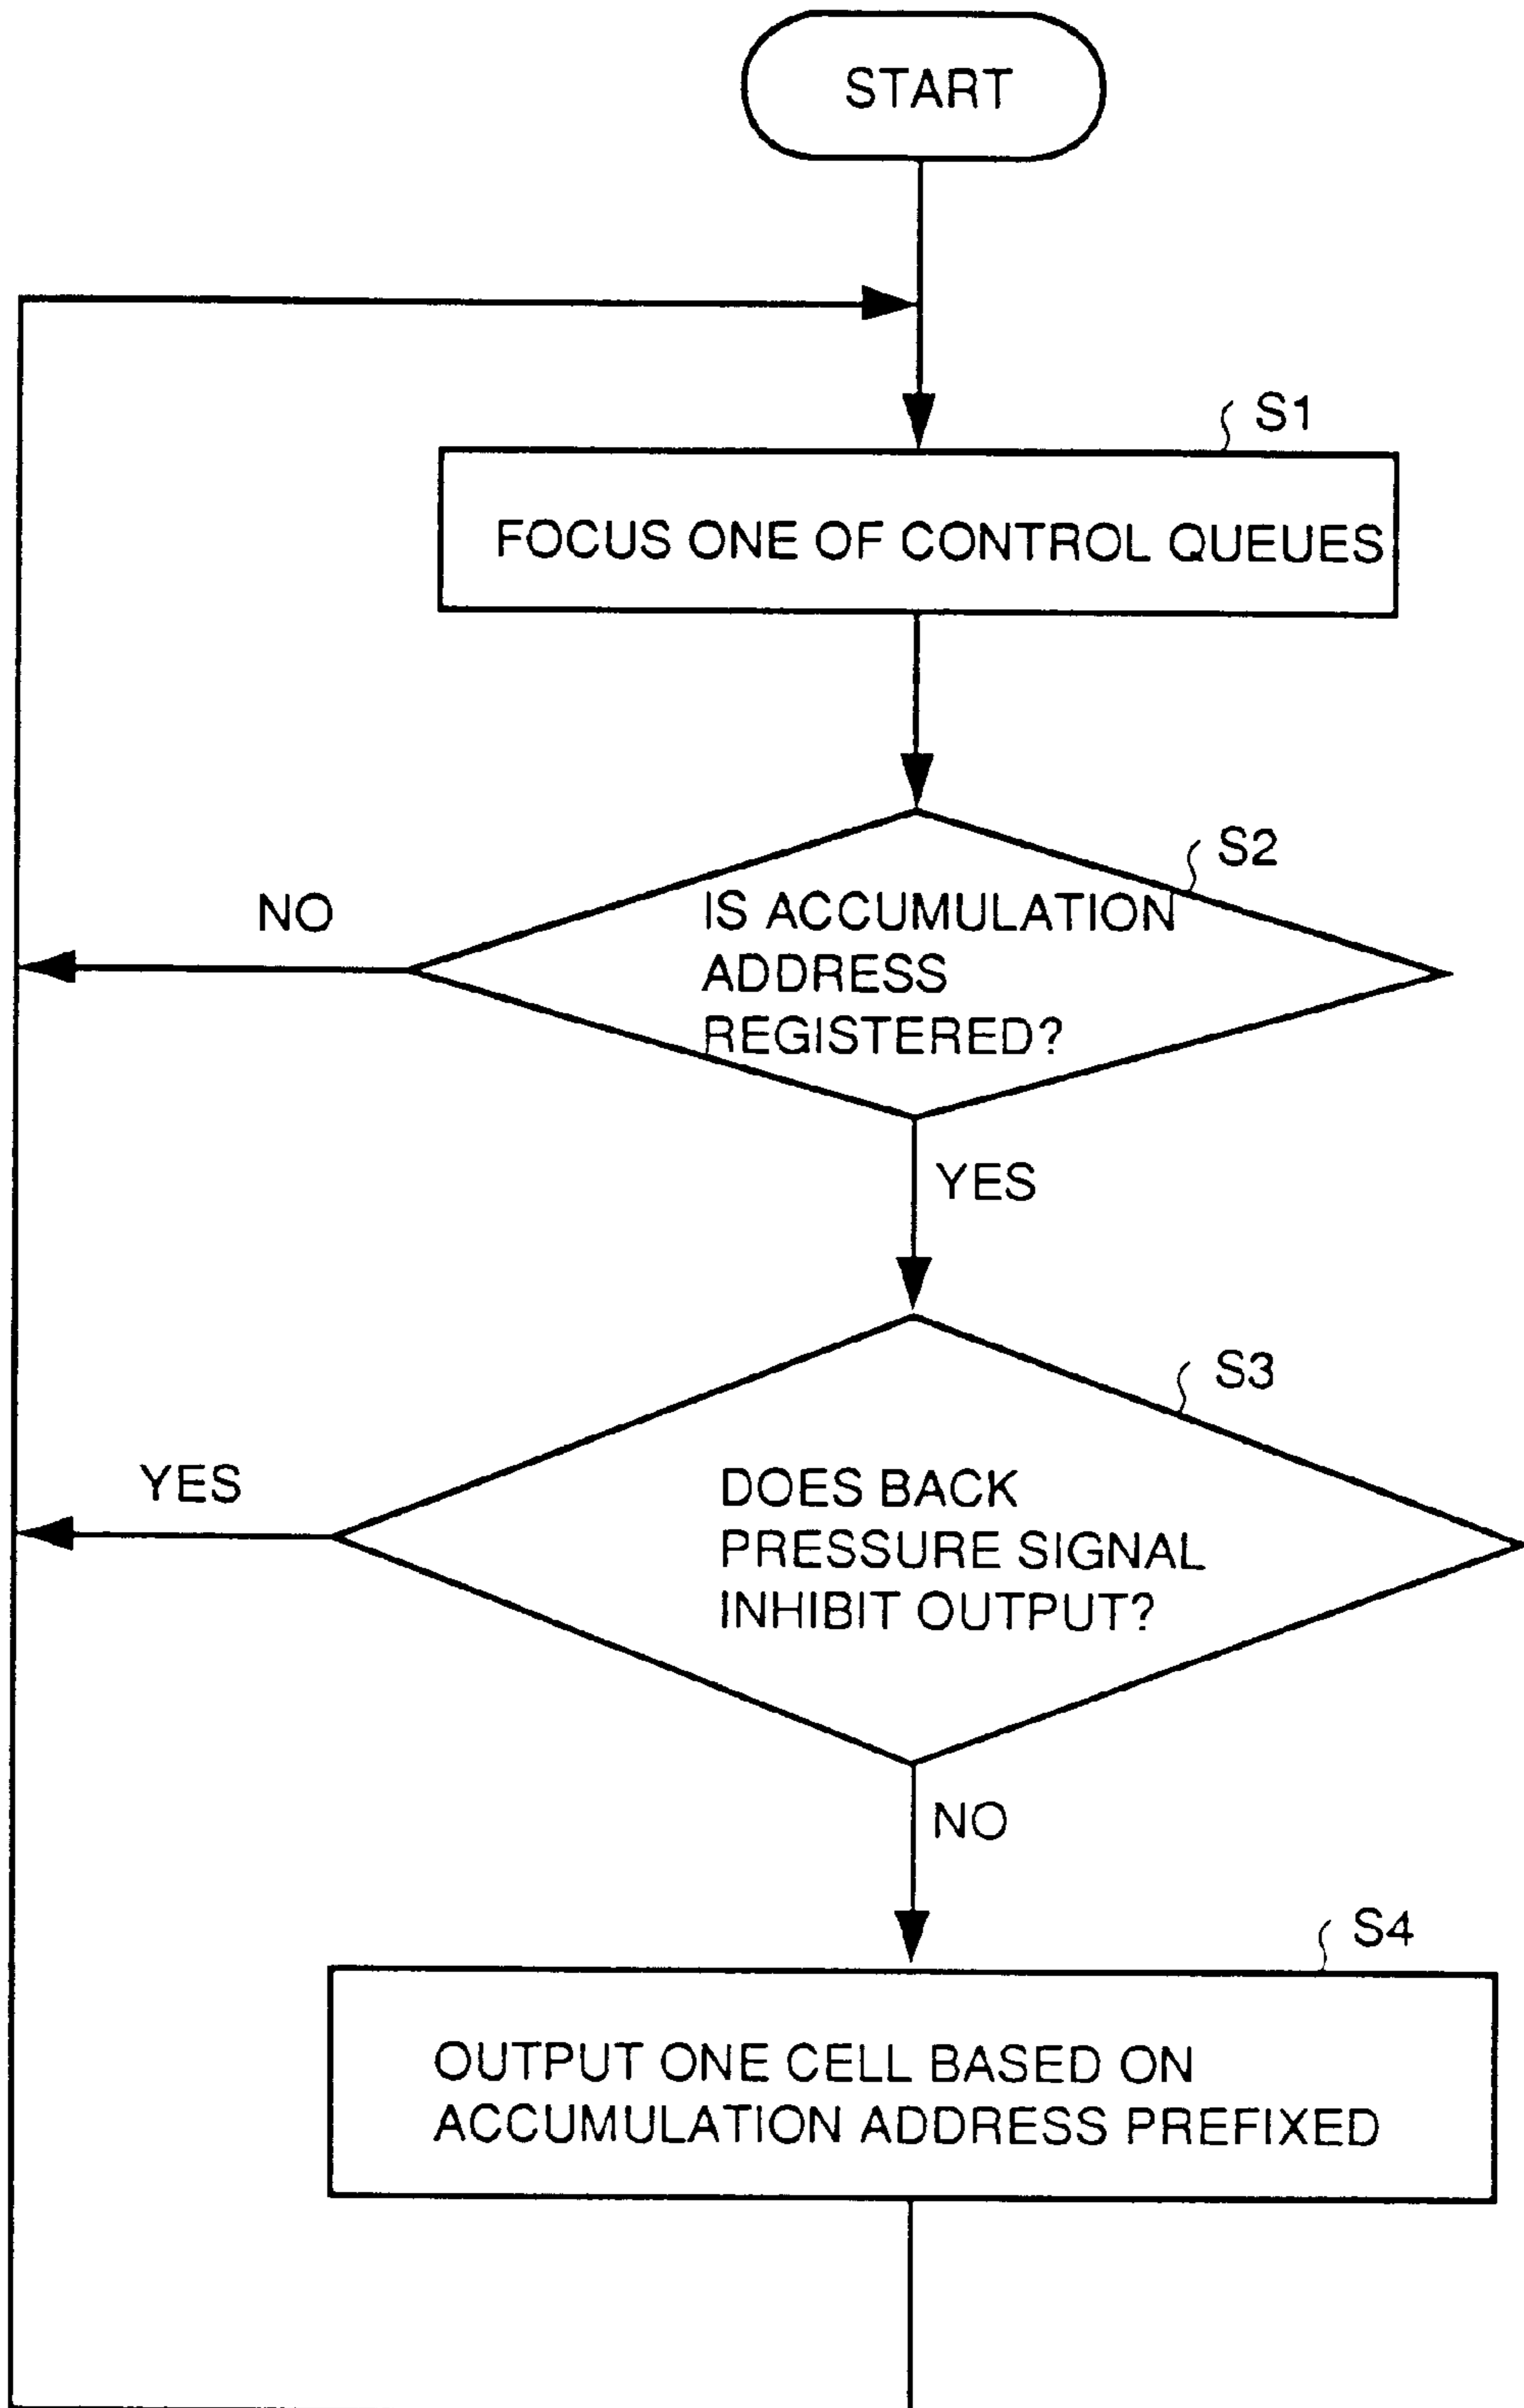 START
S1
FOCUS ONE OF CONTROL QUEUES
S2
NO
IS ACCUMULATION
ADDRESS
REGISTERED?
YES
S3
YES
DOES BACK
PRESSURE SIGNAL
INHIBIT OUTPUT?
NO
S4
OUTPUT ONE CELL BASED ON
ACCUMULATION ADDRESS PREFIXED